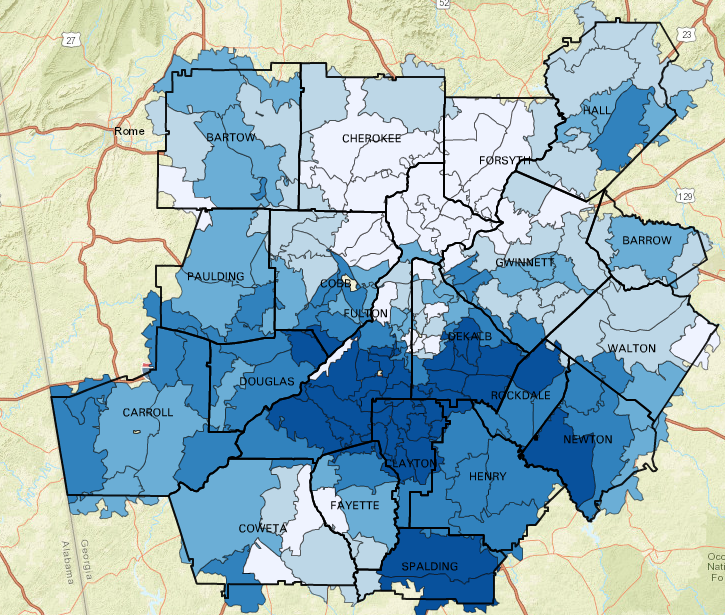 52
27
23
HALL
Rome
BARTOW
CHEROKEE
FORSYTH
129
BARROW
GWINNETT
PAULDING
COBB
FULTON
DEKALB
WALTON
DOUGLAS
ROCKDALE
CARROLL
NEWTON
CLAYTON
HENRY
FAYETTE
COWETA
SPALDING
Alabama
Georgia